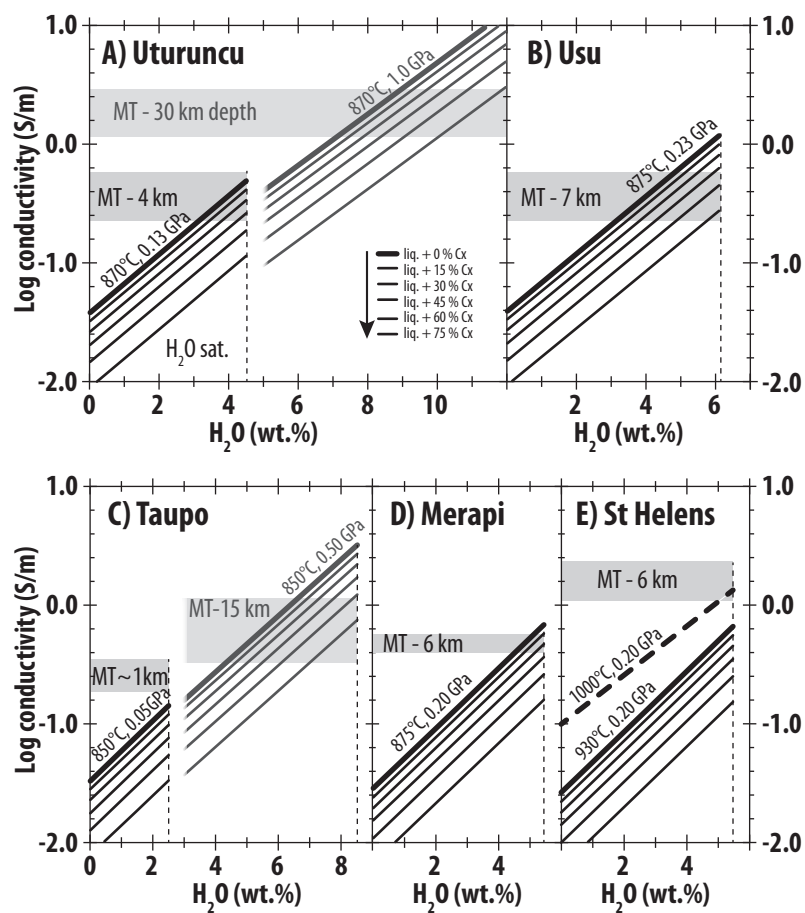 A) Uturuncu
B) Usu
1.0
0.0
-1.0
-2.0
Log conductivity (S/m)
MT - 30 km depth
870°C, 1.0 GPa
MT - 4 km
870°C, 0.13 GPa
H₂O sat.
liq. + 0 % Cx
liq. + 15 % Cx
liq. + 30 % Cx
liq. + 45 % Cx
liq. + 60 % Cx
liq. + 75 % Cx
0 2 4 6 8 10
H₂O (wt.%)
875°C, 0.23 GPa
MT - 7 km
1.0
0.0
-1.0
-2.0
2 4 6
H₂O (wt.%)
C) Taupo
D) Merapi
E) St Helens
1.0
0.0
-1.0
-2.0
Log conductivity (S/m)
850°C, 0.50 GPa
MT-15 km
MT~1km
850°C, 0.05GPa
0 2 4 6 8
H₂O (wt.%)
MT - 6 km
875°C, 0.20 GPa
2 4
H₂O (wt.%)
MT - 6 km
1000°C, 0.20 GPa
930°C, 0.20 GPa
1.0
0.0
-1.0
-2.0
2 4
H₂O (wt.%)